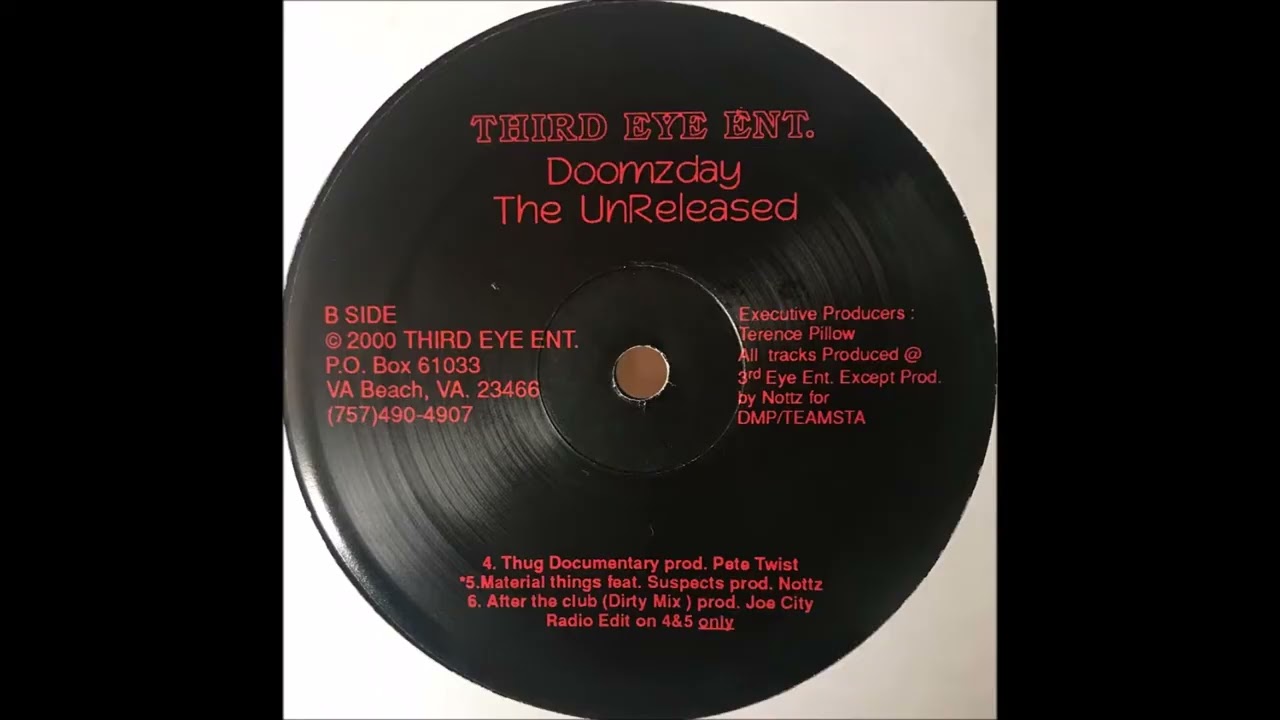 THIRD EYE ENT.
Doomzday
The UnReleased
B SIDE
© 2000 THIRD EYE ENT.
P.O. Box 61033
VA Beach, VA. 23466
(757)490-4907
Executive Producers :
Terence Pillow
All tracks Produced @
3rd Eye Ent. Except Prod.
by Nottz for
DMP/TEAMSTA
4. Thug Documentary prod. Pete Twist
*5.Material things feat. Suspects prod. Nottz
6. After the club (Dirty Mix ) prod. Joe City
Radio Edit on 4&5 only